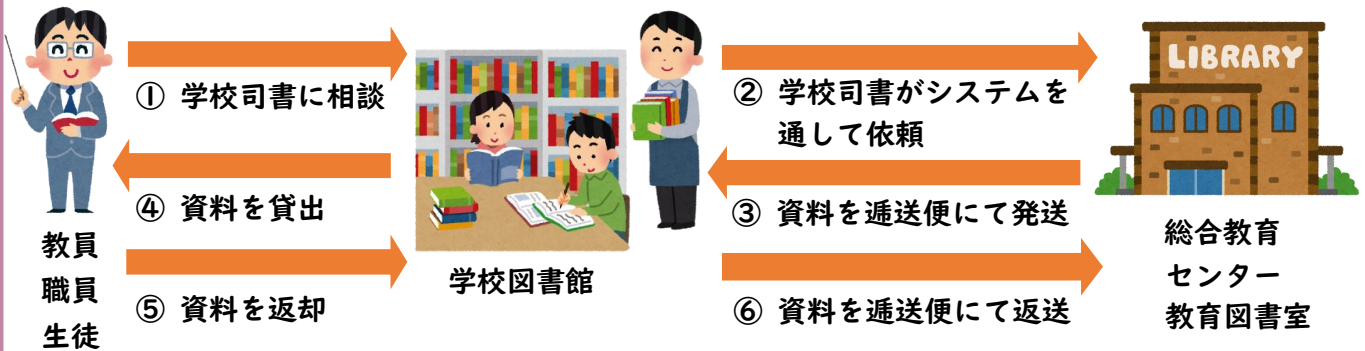 LIBRARY
① 学校司書に相談
② 学校司書がシステムを
通して依頼
④ 資料を貸出
③ 資料を逓送便にて発送
教員
職員
生徒
学校図書館
総合教育
センター
教育図書室
⑤ 資料を返却
⑥ 資料を逓送便にて返送